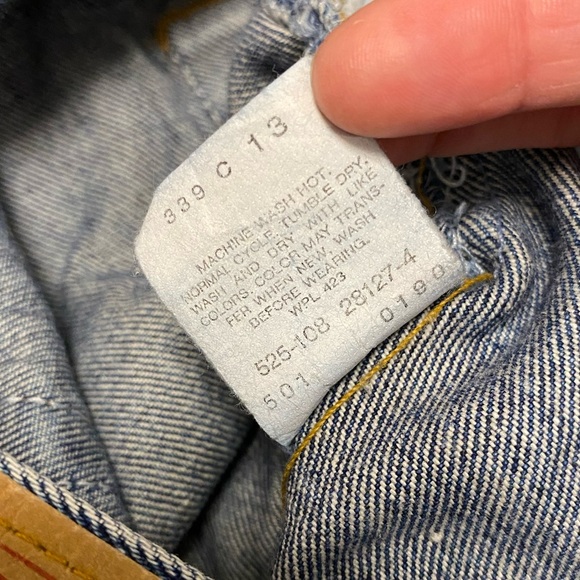 339 C 13
MACHINE WASH HOT.
NORMAL CYCLE, TUMBLE DRY.
WASH AND DRY WITH LIKE
COLORS. COLOR MAY TRANS-
FER WHEN NEW. WASH
BEFORE WEARING.
WPL 423
525-108 28127-4
501 0199